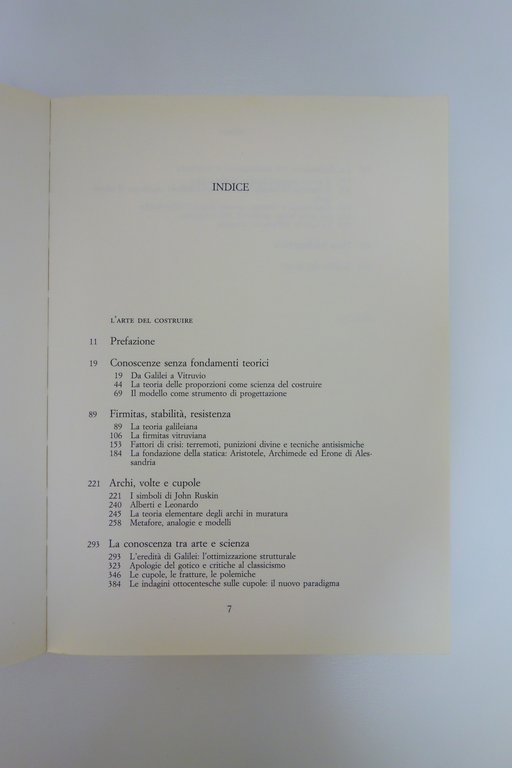 INDICE
L'ARTE DEL COSTRUIRE
11 Prefazione
19 Conoscenze senza fondamenti teorici
19 Da Galilei a Vitruvio
44 La teoria delle proporzioni come scienza del costruire
69 Il modello come strumento di progettazione
89 Firmitas, stabilità, resistenza
89 La teoria galileiana
106 La firmitas vitruviana
153 Fattori di crisi: terremoti, punizioni divine e tecniche antisismiche
184 La fondazione della statica: Aristotele, Archimede ed Erone di Ales-
sandria
221 Archi, volte e cupole
221 I simboli di John Ruskin
240 Alberti e Leonardo
245 La teoria elementare degli archi in muratura
258 Metafore, analogie e modelli
293 La conoscenza tra arte e scienza
293 L'eredità di Galilei: l'ottimizzazione strutturale
323 Apologie del gotico e critiche al classicismo
346 Le cupole, le fratture, le polemiche
384 Le indagini ottocentesche sulle cupole: il nuovo paradigma
7